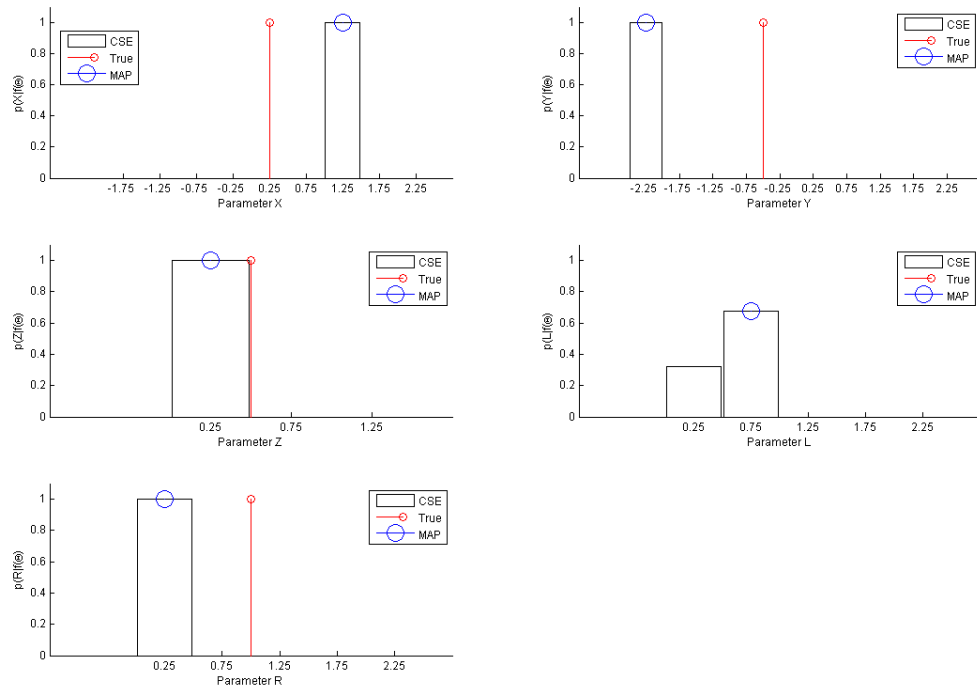 p(X|f(Θ)
1
0.8
0.6
0.4
0.2
0
CSE
True
MAP
-1.75 -1.25 -0.75 -0.25 0.25 0.75 1.25 1.75 2.25
Parameter X
p(Y|f(Θ)
1
0.8
0.6
0.4
0.2
0
CSE
True
MAP
-2.25 -1.75 -1.25 -0.75 -0.25 0.25 0.75 1.25 1.75 2.25
Parameter Y
p(Z|f(Θ)
1
0.8
0.6
0.4
0.2
0
CSE
True
MAP
0.25 0.75 1.25
Parameter Z
p(L|f(Θ)
1
0.8
0.6
0.4
0.2
0
CSE
True
MAP
0.25 0.75 1.25 1.75 2.25
Parameter L
p(R|f(Θ)
1
0.8
0.6
0.4
0.2
0
CSE
True
MAP
0.25 0.75 1.25 1.75 2.25
Parameter R